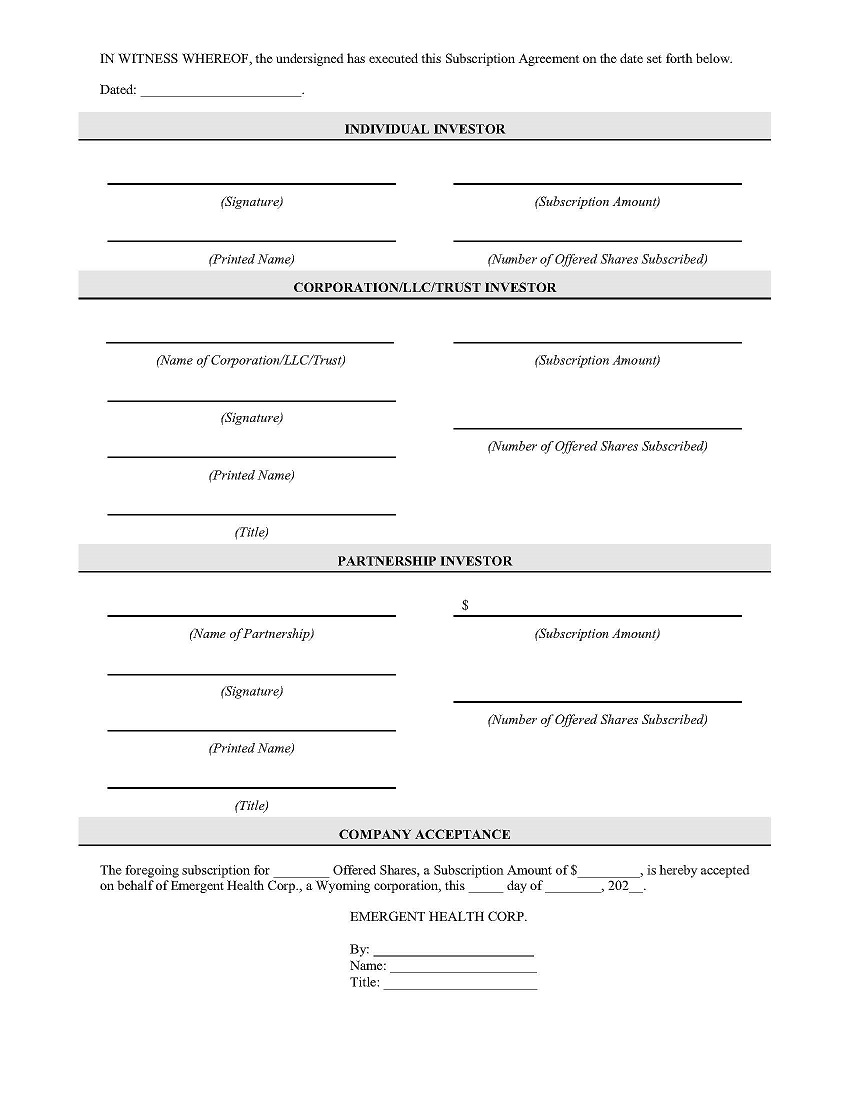 IN WITNESS WHEREOF, the undersigned has executed this Subscription Agreement on the date set forth below.
Dated: _______________________.
INDIVIDUAL INVESTOR
(Signature) (Subscription Amount)
(Printed Name) (Number of Offered Shares Subscribed)
CORPORATION/LLC/TRUST INVESTOR
(Name of Corporation/LLC/Trust) (Subscription Amount)
(Signature)
(Number of Offered Shares Subscribed)
(Printed Name)
(Title)
PARTNERSHIP INVESTOR
$
(Name of Partnership) (Subscription Amount)
(Signature)
(Number of Offered Shares Subscribed)
(Printed Name)
(Title)
COMPANY ACCEPTANCE
The foregoing subscription for ________ Offered Shares, a Subscription Amount of $_________, is hereby accepted
on behalf of Emergent Health Corp., a Wyoming corporation, this _____ day of ________, 202__.
EMERGENT HEALTH CORP.
By: _______________________
Name: _____________________
Title: ______________________